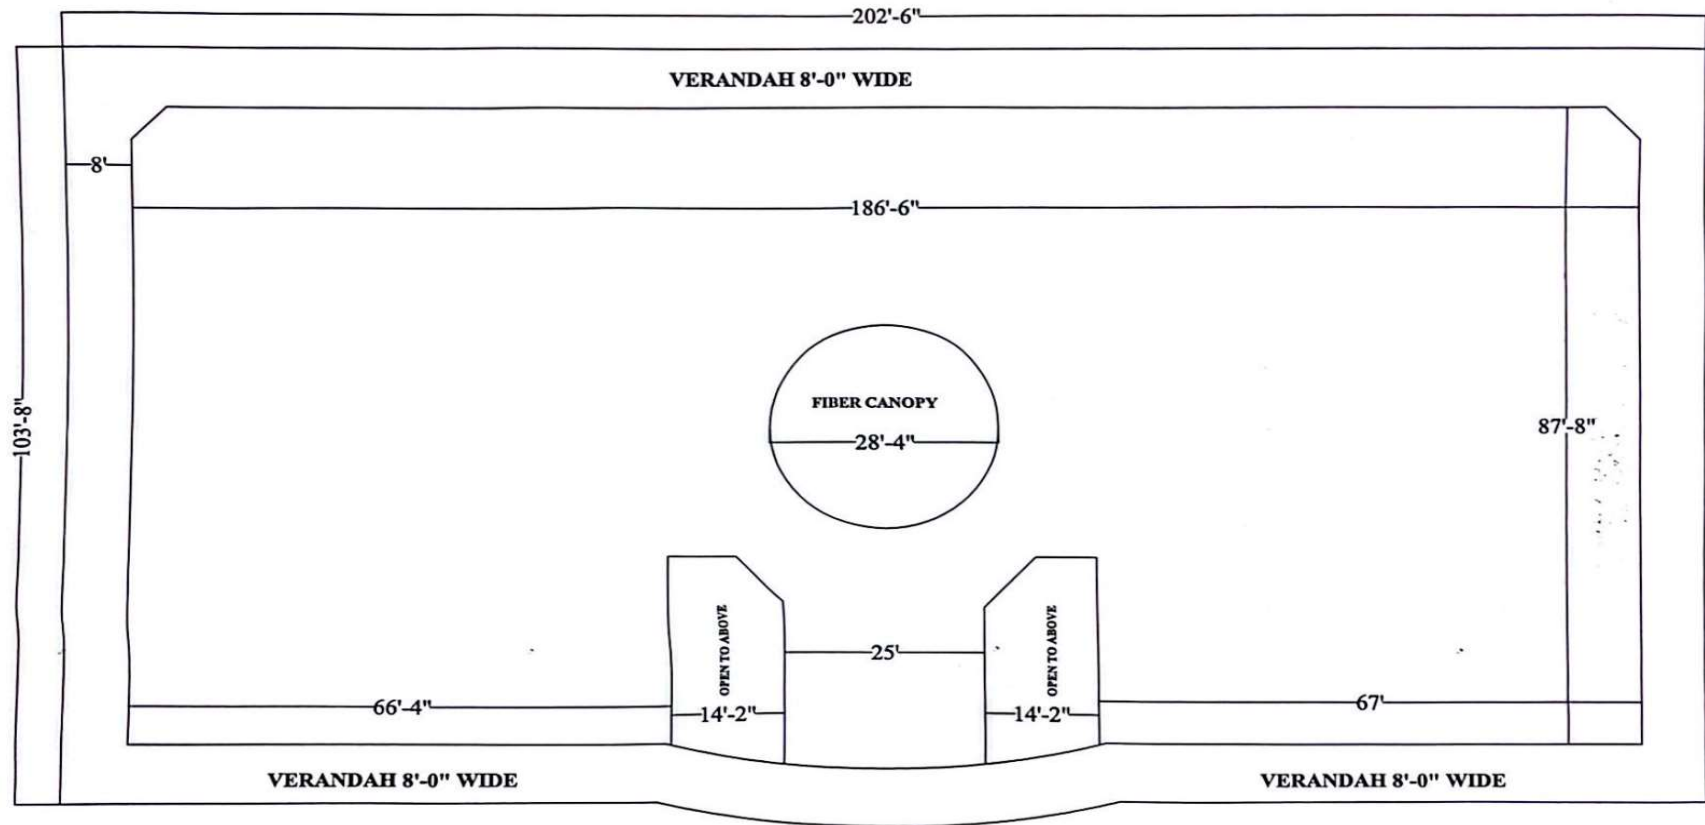 202'-6"
VERANDAH 8'-0" WIDE
8'
186'-6"
FIBER CANOPY
28'-4"
103'-8"
87'-8"
OPEN TO ABOVE
OPEN TO ABOVE
25'
66'-4"
14'-2"
14'-2"
67'
VERANDAH 8'-0" WIDE
VERANDAH 8'-0" WIDE